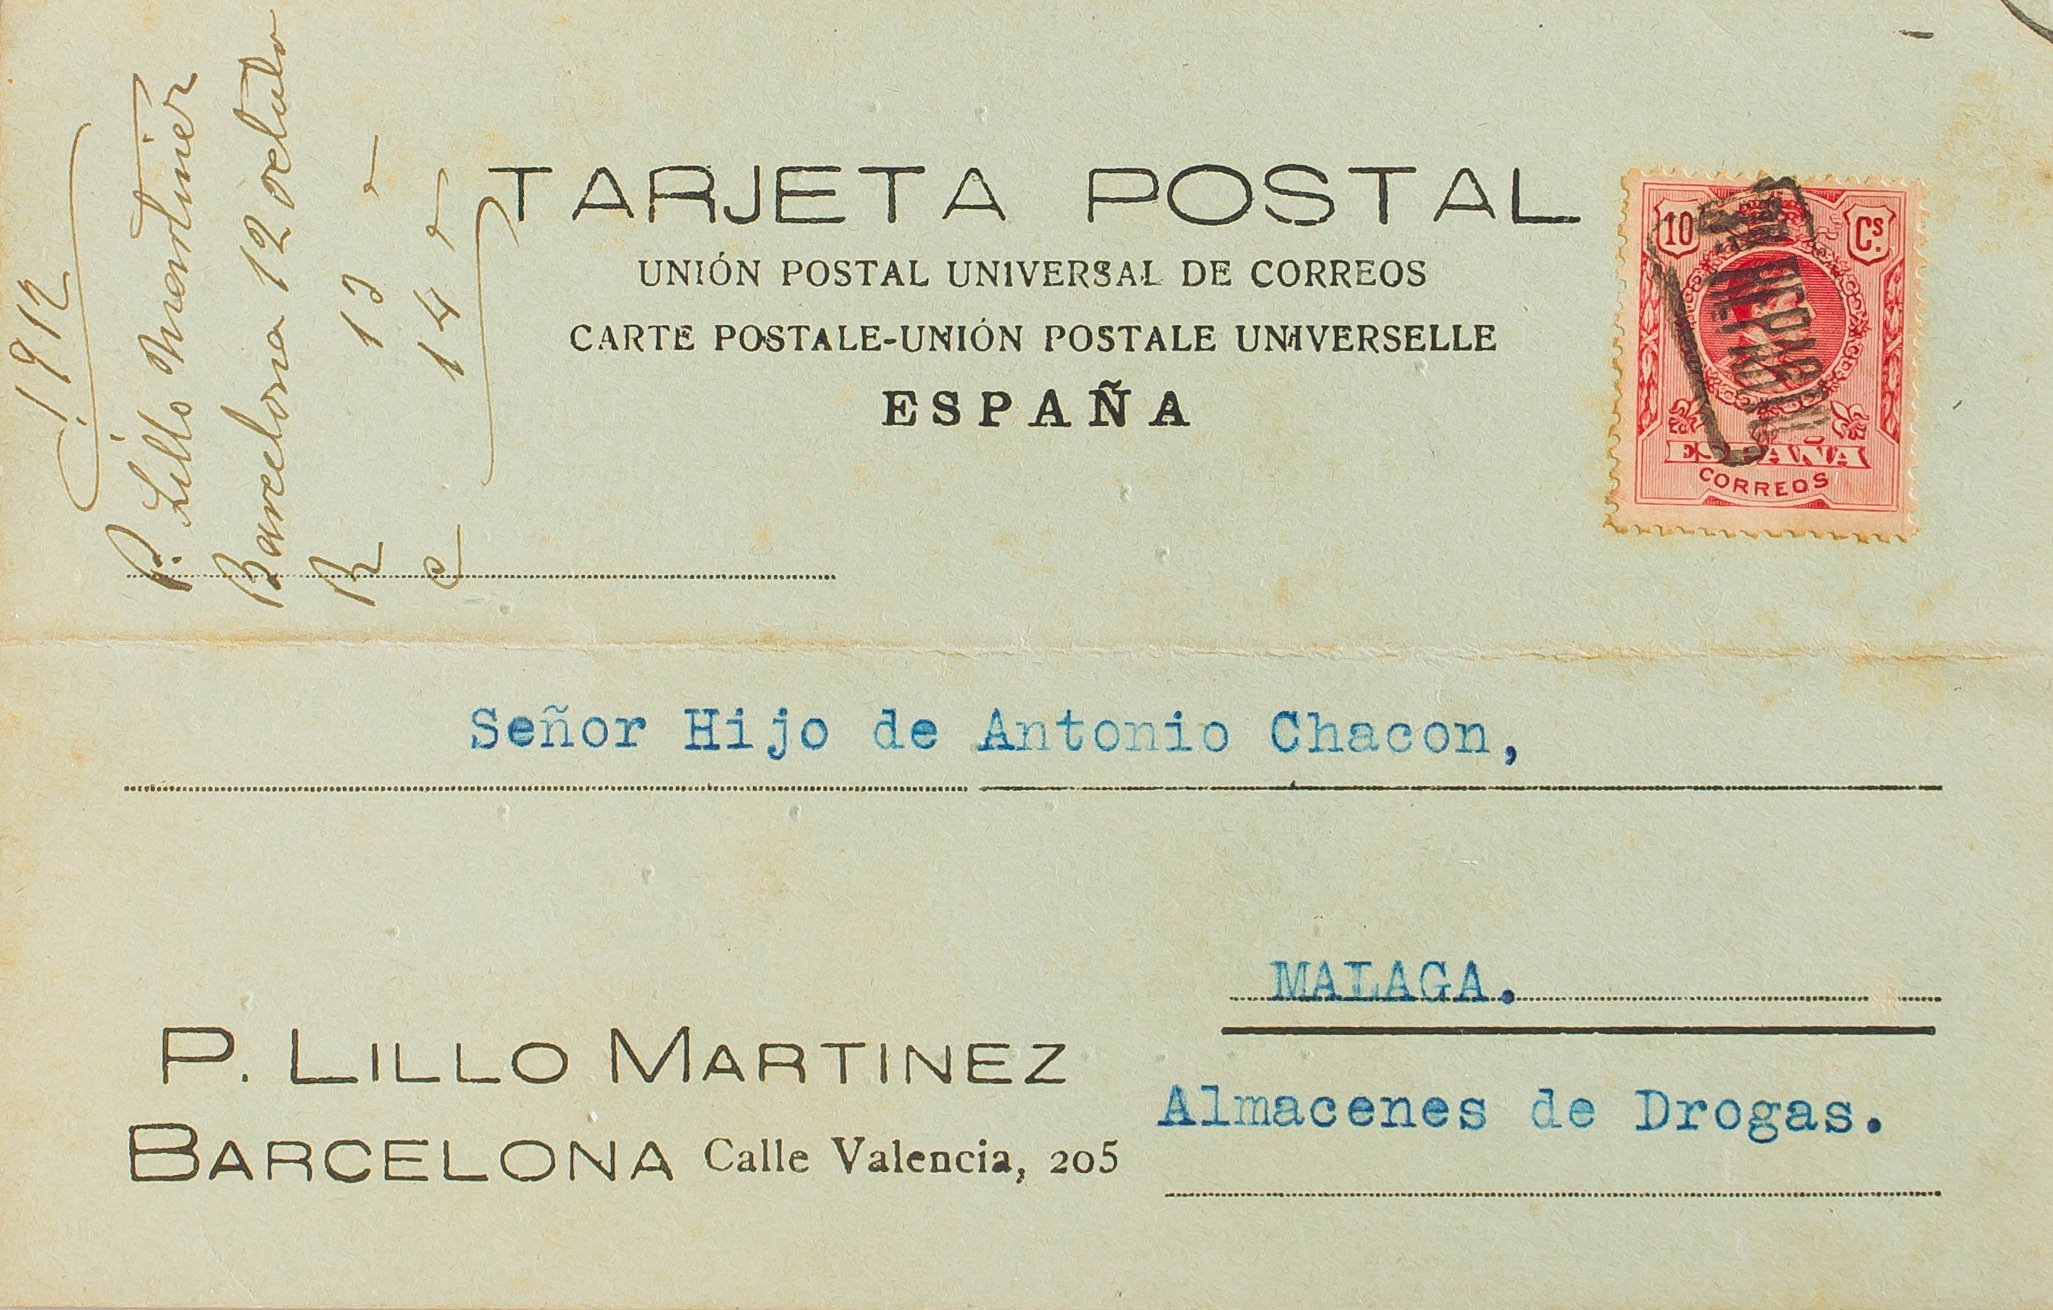 1912
P. Lillo Martinez
Barcelona 12 octubre
R 13
C 14
TARJETA POSTAL
UNIÓN POSTAL UNIVERSAL DE CORREOS
CARTE POSTALE-UNIÓN POSTALE UNIVERSELLE
ESPAÑA
10 Cs.
ESPAÑA
CORREOS
Señor Hijo de Antonio Chacon,
MALAGA.
P. LILLO MARTINEZ
Almacenes de Drogas.
BARCELONA Calle Valencia, 205